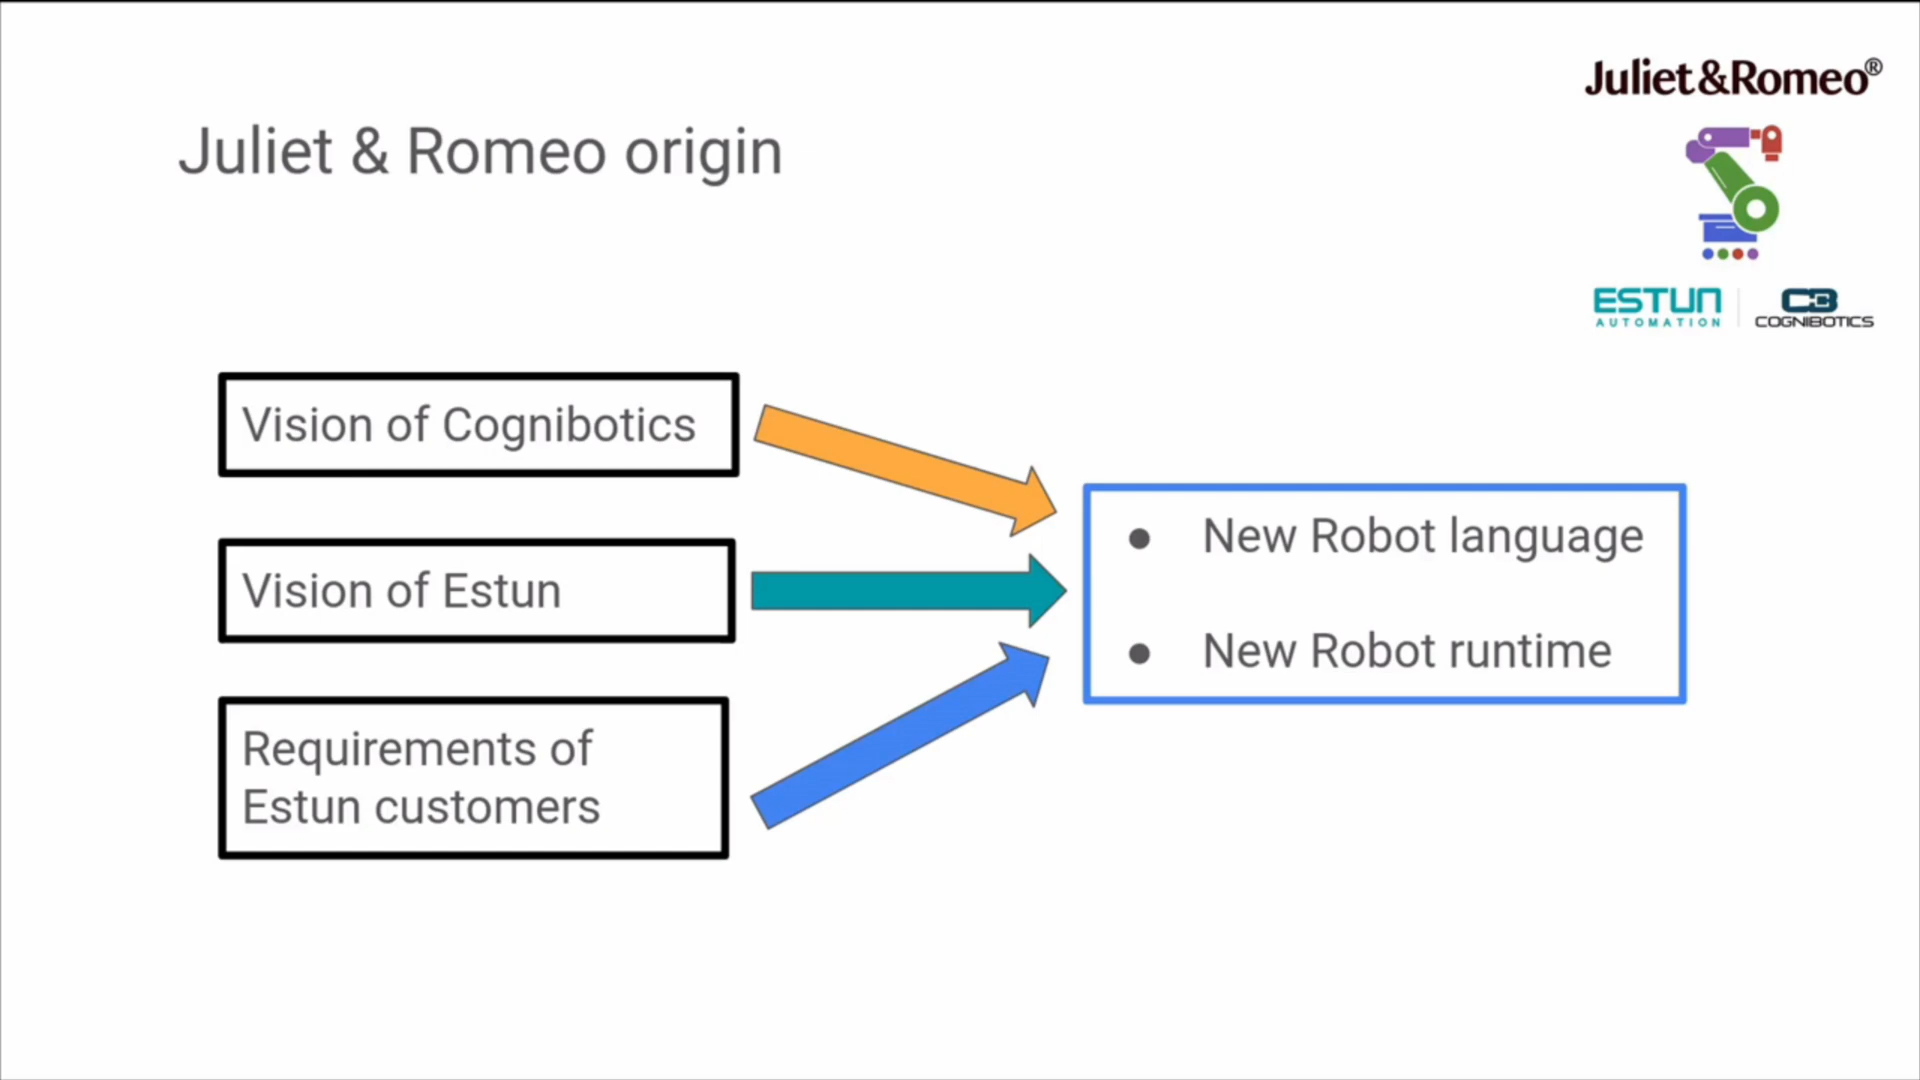 Juliet&Romeo®
Juliet & Romeo origin
ESTUN
AUTOMATION
COGNIBOTICS
Vision of Cognibotics
Vision of Estun
Requirements of
Estun customers
● New Robot language
● New Robot runtime